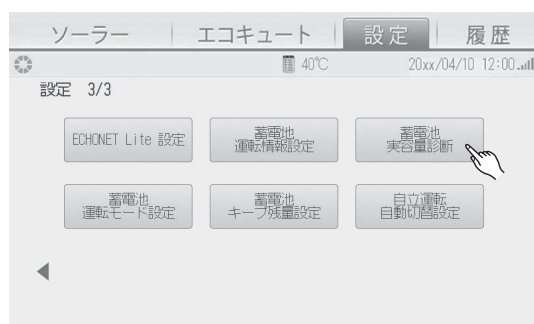 ソーラー エコキュート 設定 履歴
40℃ 20xx/04/10 12:00
設定 3/3
ECHONET Lite 設定
蓄電地
運転情報設定
蓄電池
実容量診断
蓄電池
運転モード設定
蓄電池
キープ残量設定
自立運転
自動切替設定